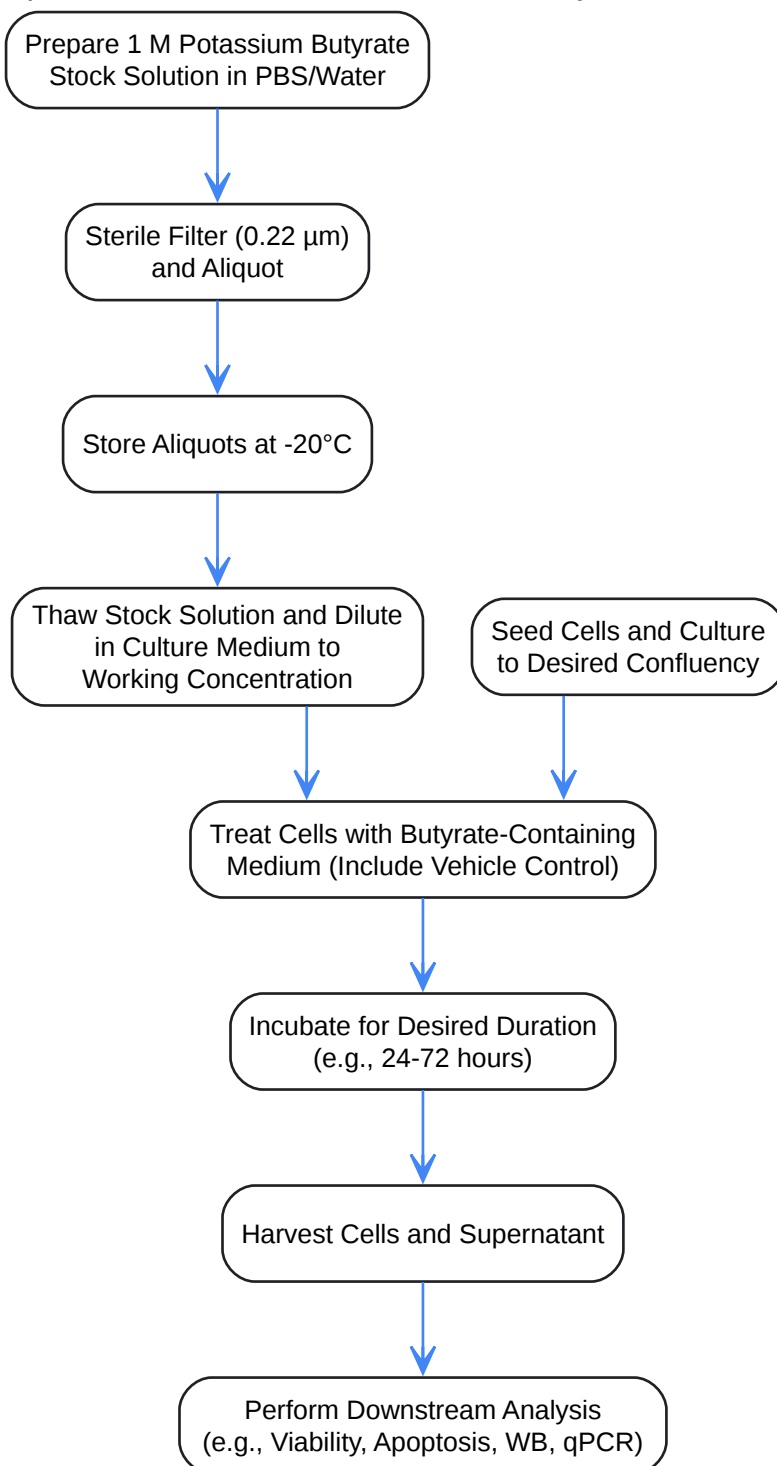 Prepare 1 M Potassium Butyrate
Stock Solution in PBS/Water
Sterile Filter (0.22 µm)
and Aliquot
Store Aliquots at -20°C
Thaw Stock Solution and Dilute
in Culture Medium to
Working Concentration
Seed Cells and Culture
to Desired Confluency
Treat Cells with Butyrate-Containing
Medium (Include Vehicle Control)
Incubate for Desired Duration
(e.g., 24-72 hours)
Harvest Cells and Supernatant
Perform Downstream Analysis
(e.g., Viability, Apoptosis, WB, qPCR)